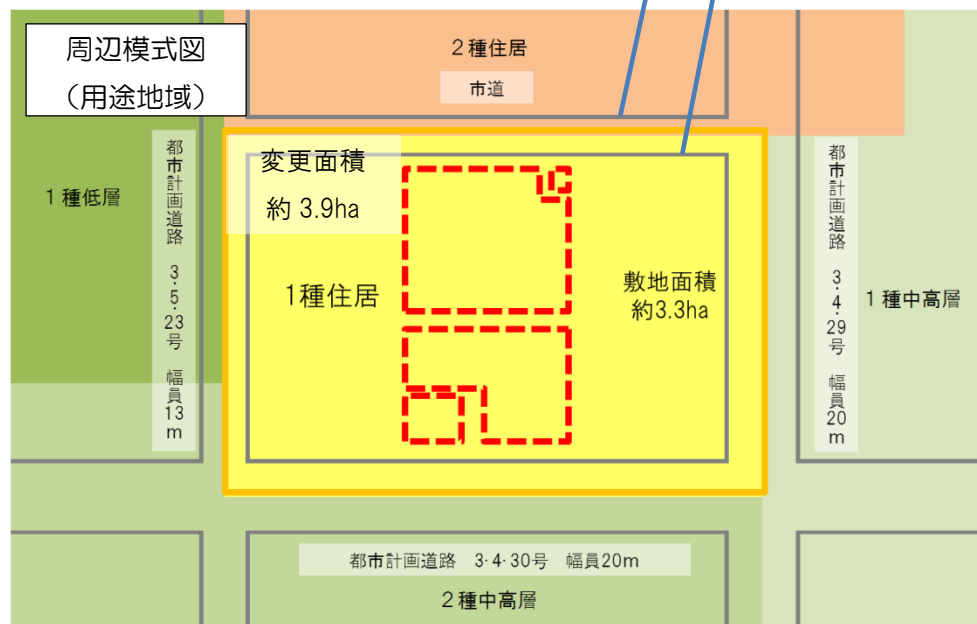 周辺模式図
（用途地域）
２種住居
市道
１種低層
都市計画道路　3･5･23号　幅員13m
変更面積
約 3.9ha
1種住居
敷地面積
約3.3ha
都市計画道路　3･4･29号　幅員20m
１種中高層
都市計画道路　3･4･30号　幅員20m
２種中高層